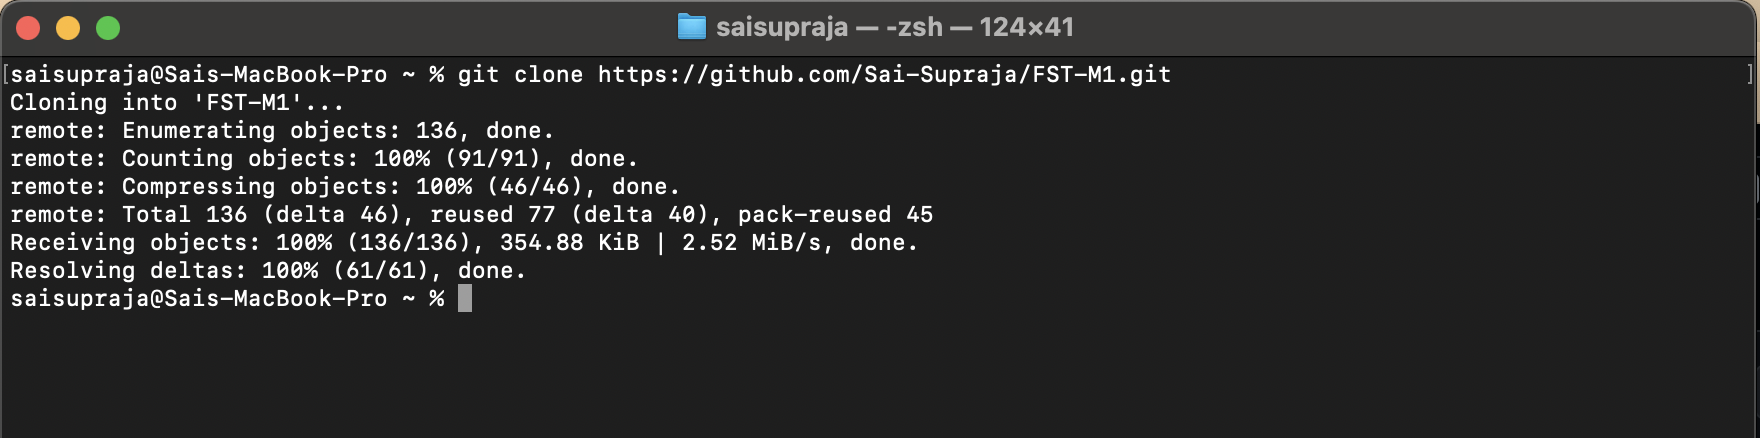 saisupraja — -zsh — 124×41
[saisupraja@Sais-MacBook-Pro ~ % git clone https://github.com/Sai-Supraja/FST-M1.git ]
Cloning into 'FST-M1'...
remote: Enumerating objects: 136, done.
remote: Counting objects: 100% (91/91), done.
remote: Compressing objects: 100% (46/46), done.
remote: Total 136 (delta 46), reused 77 (delta 40), pack-reused 45
Receiving objects: 100% (136/136), 354.88 KiB | 2.52 MiB/s, done.
Resolving deltas: 100% (61/61), done.
saisupraja@Sais-MacBook-Pro ~ %